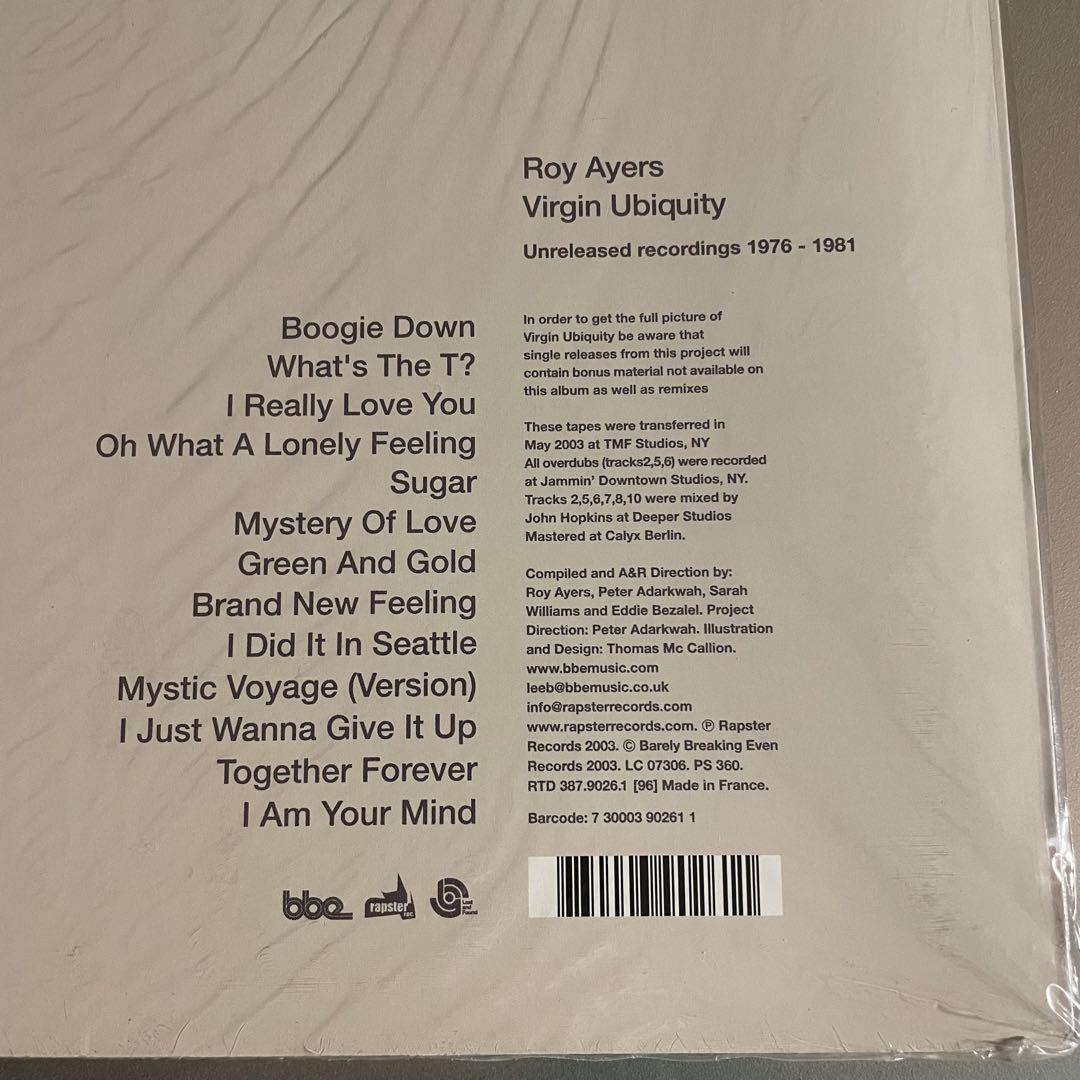 Roy Ayers
Virgin Ubiquity
Unreleased recordings 1976 - 1981
Boogie Down
What's The T?
I Really Love You
Oh What A Lonely Feeling
Sugar
Mystery Of Love
Green And Gold
Brand New Feeling
I Did It In Seattle
Mystic Voyage (Version)
I Just Wanna Give It Up
Together Forever
I Am Your Mind
In order to get the full picture of
Virgin Ubiquity be aware that
single releases from this project will
contain bonus material not available on
this album as well as remixes
These tapes were transferred in
May 2003 at TMF Studios, NY
All overdubs (tracks2,5,6) were recorded
at Jammin' Downtown Studios, NY.
Tracks 2,5,6,7,8,10 were mixed by
John Hopkins at Deeper Studios
Mastered at Calyx Berlin.
Compiled and A&R Direction by:
Roy Ayers, Peter Adarkwah, Sarah
Williams and Eddie Bezalel. Project
Direction: Peter Adarkwah. Illustration
and Design: Thomas Mc Callion.
www.bbemusic.com
leeb@bbemusic.co.uk
info@rapsterrecords.com
www.rapsterrecords.com. ℗ Rapster
Records 2003. © Barely Breaking Even
Records 2003. LC 07306. PS 360.
RTD 387.9026.1 [96] Made in France.
Barcode: 7 30003 90261 1
bbe
rapster
rec.
Lost
and
Found